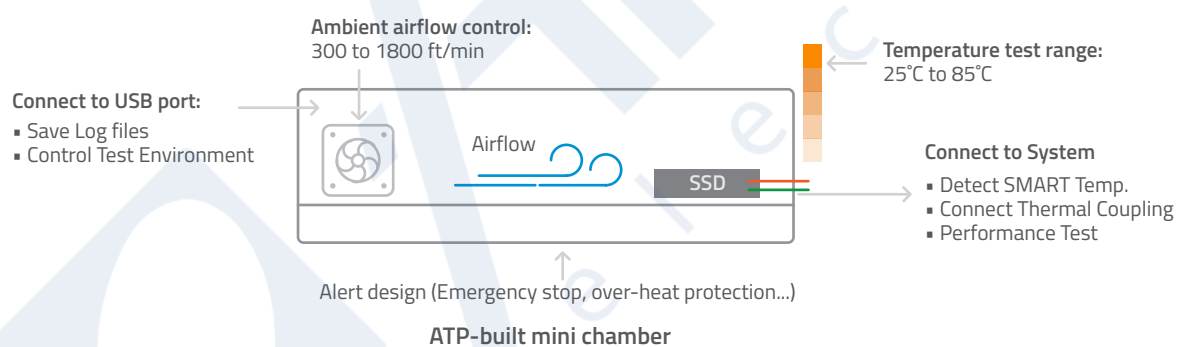 Ambient airflow control:
300 to 1800 ft/min
Temperature test range:
25˚C to 85˚C
Connect to USB port:
▪ Save Log files
▪ Control Test Environment
Airflow
SSD
Connect to System
▪ Detect SMART Temp.
▪ Connect Thermal Coupling
▪ Performance Test
Alert design (Emergency stop, over-heat protection...)
ATP-built mini chamber